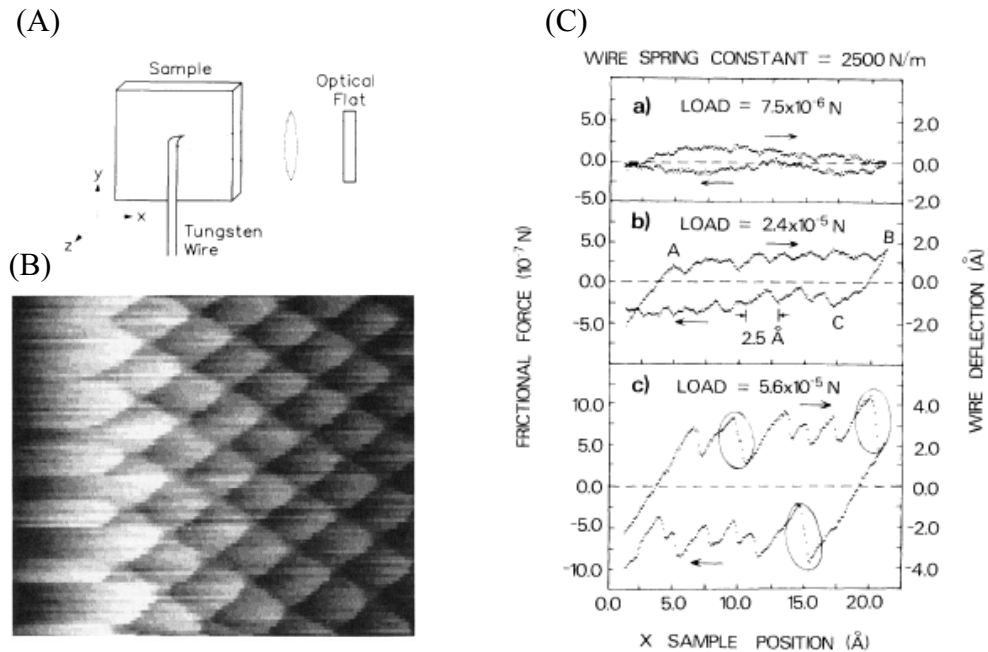 (A)
Sample
Optical
Flat
y
x
z
Tungsten
Wire
(B)
(C)
WIRE SPRING CONSTANT = 2500 N/m
a) LOAD = 7.5x10⁻⁶ N
5.0
0.0
-5.0
2.0
0.0
-2.0
b) LOAD = 2.4x10⁻⁵ N
A
B
C
2.5 Å
5.0
0.0
-5.0
2.0
0.0
-2.0
c) LOAD = 5.6x10⁻⁵ N
10.0
5.0
0.0
-5.0
-10.0
4.0
2.0
0.0
-2.0
-4.0
0.0 5.0 10.0 15.0 20.0
X SAMPLE POSITION (Å)
FRICTIONAL FORCE (10⁻⁷ N)
WIRE DEFLECTION (Å)